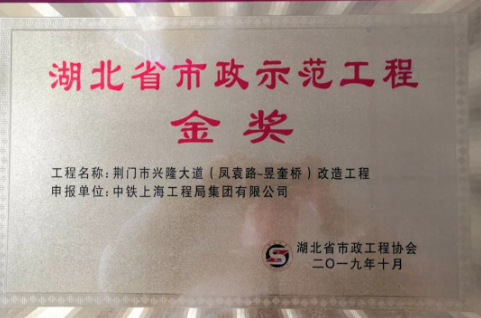 湖北省市政示范工程
金奖
工程名称: 荆门市兴隆大道（凤袁路~昱奎桥）改造工程
申报单位: 中铁上海工程局集团有限公司
湖北省市政工程协会
二〇一九年十月